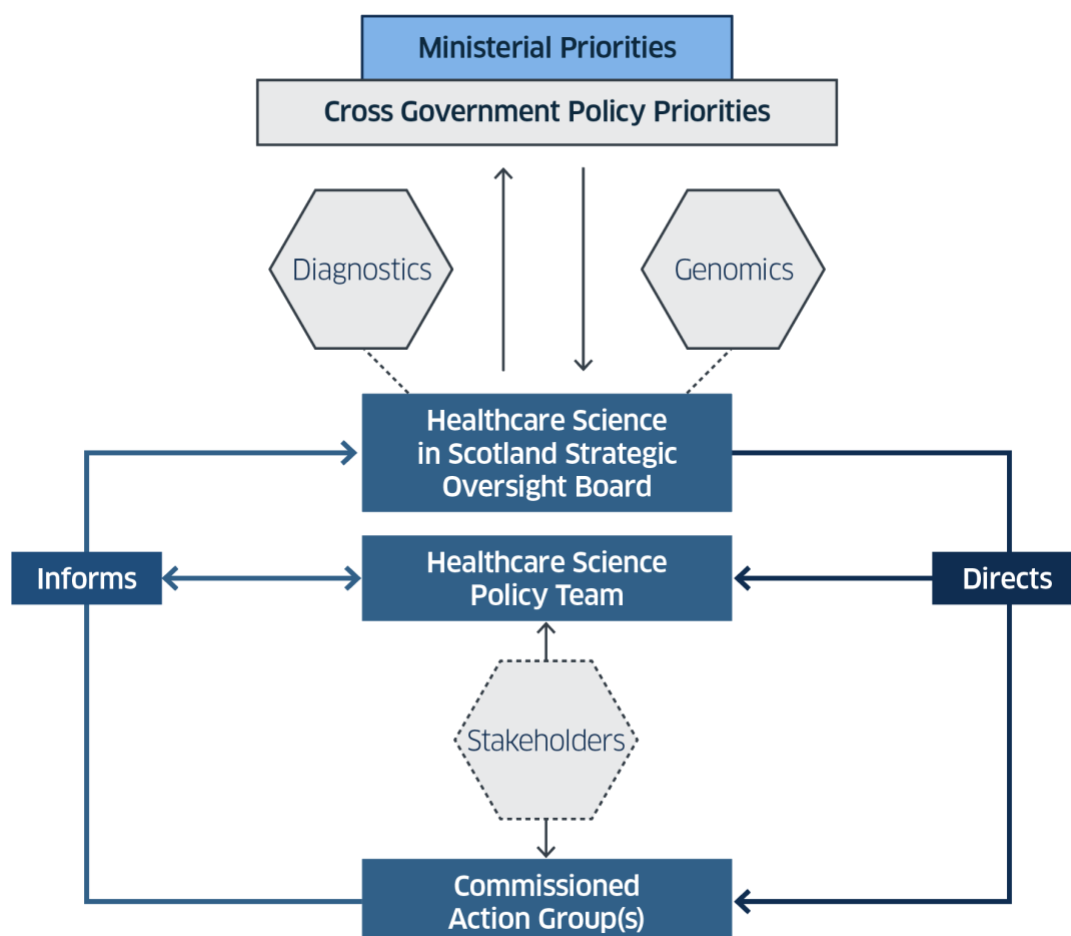 Ministerial Priorities
Cross Government Policy Priorities
Diagnostics
Genomics
Healthcare Science
in Scotland Strategic
Oversight Board
Informs
Healthcare Science
Policy Team
Directs
Stakeholders
Commissioned
Action Group(s)